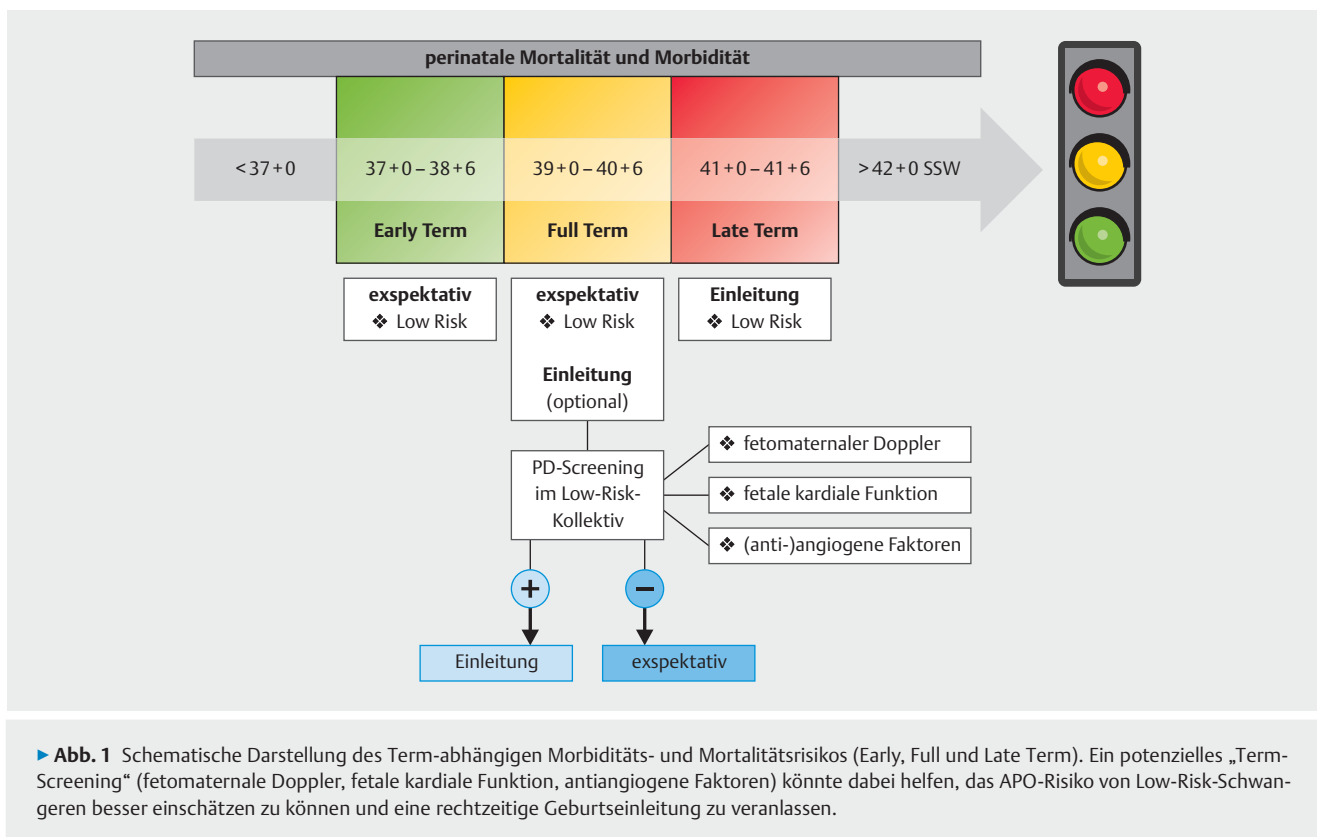 perinatale Mortalität und Morbidität
< 37 + 0
37 + 0 – 38 + 6
39 + 0 – 40 + 6
41 + 0 – 41 + 6
> 42 + 0 SSW
Early Term
Full Term
Late Term
exspektativ
❖ Low Risk
exspektativ
❖ Low Risk
Einleitung
(optional)
Einleitung
❖ Low Risk
PD-Screening
im Low-Risk-
Kollektiv
❖ fetomaternaler Doppler
❖ fetale kardiale Funktion
❖ (anti-)angiogene Faktoren
+
–
Einleitung
exspektativ
► Abb. 1 Schematische Darstellung des Term-abhängigen Morbiditäts- und Mortalitätsrisikos (Early, Full und Late Term). Ein potenzielles „Term-
Screening“ (fetomaternale Doppler, fetale kardiale Funktion, antiangiogene Faktoren) könnte dabei helfen, das APO-Risiko von Low-Risk-Schwan-
geren besser einschätzen zu können und eine rechtzeitige Geburtseinleitung zu veranlassen.